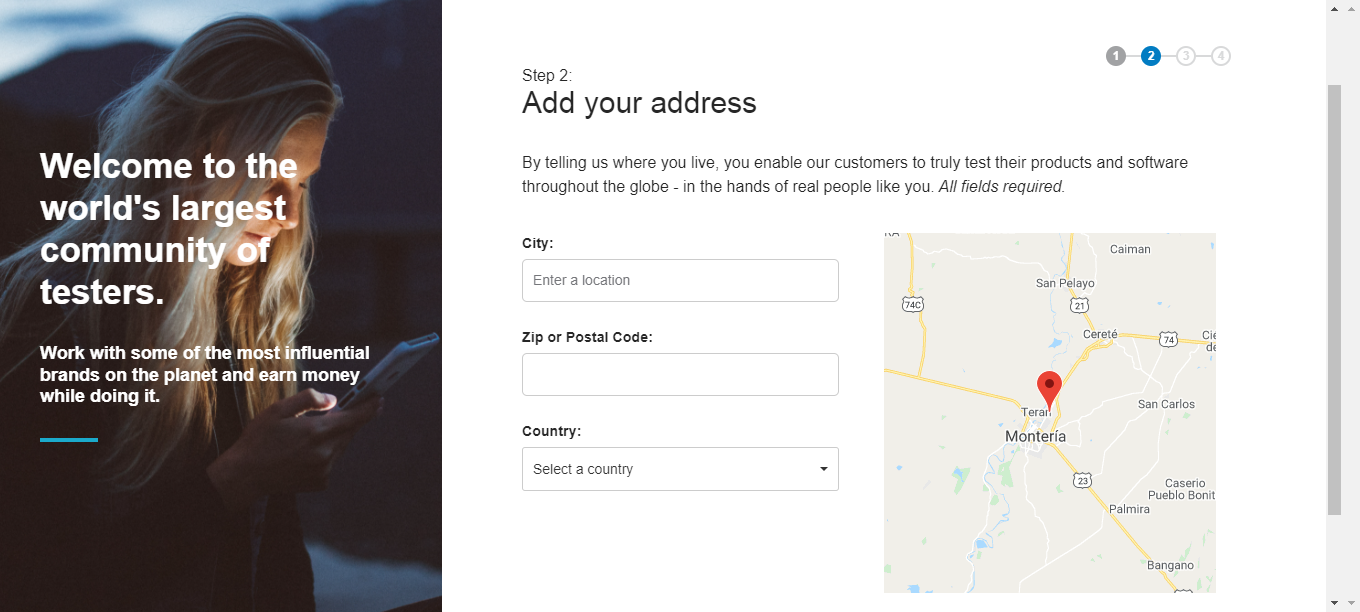 Welcome to the
world's largest
community of
testers.
Work with some of the most influential
brands on the planet and earn money
while doing it.
1
2
3
4
Step 2:
Add your address
By telling us where you live, you enable our customers to truly test their products and software
throughout the globe - in the hands of real people like you. All fields required.
City:
Enter a location
Zip or Postal Code:
Country:
Select a country
Caiman
San Pelayo
74C
21
Cereté
74
San Carlos
Teran
Montería
23
Caserio
Pueblo Bonit
Palmira
Bangano